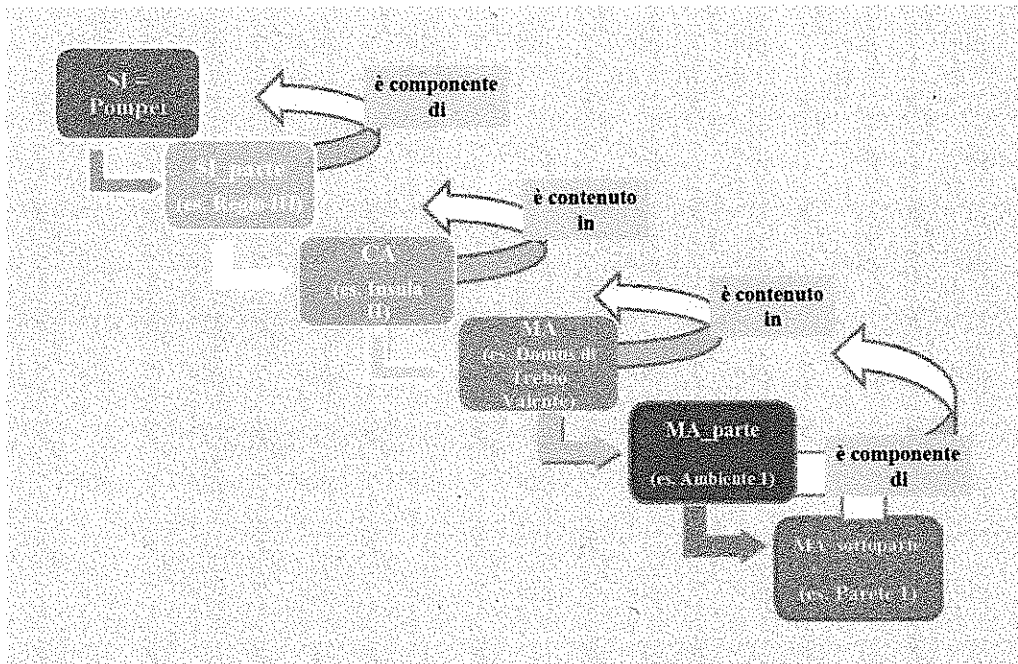 SI =
Pompei
è componente
di
SI_parte
(es. Regio III)
è contenuto
in
CA
(es. Insula
II)
è contenuto
in
MA
(es. Domus di
Trebio
Valente)
MA_parte
(es. Ambiente 1)
è componente
di
MA_sottoparte
(es. Parete 1)